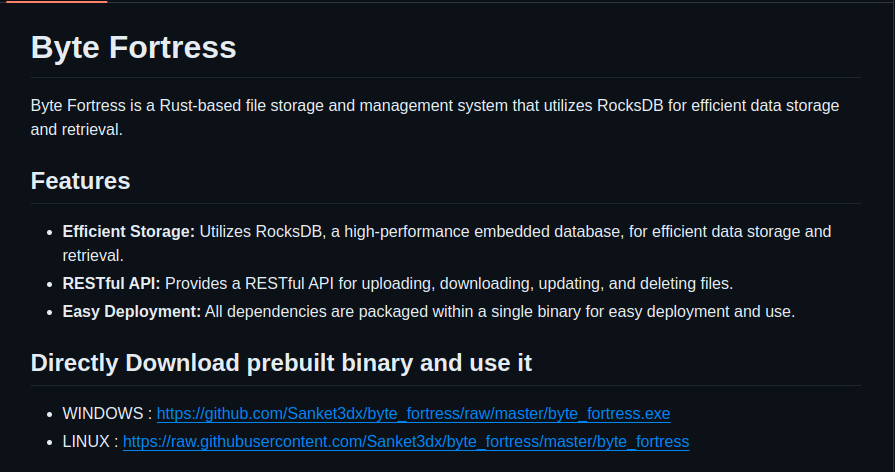 Byte Fortress
Byte Fortress is a Rust-based file storage and management system that utilizes RocksDB for efficient data storage
and retrieval.
Features
• Efficient Storage: Utilizes RocksDB, a high-performance embedded database, for efficient data storage and
retrieval.
• RESTful API: Provides a RESTful API for uploading, downloading, updating, and deleting files.
• Easy Deployment: All dependencies are packaged within a single binary for easy deployment and use.
Directly Download prebuilt binary and use it
• WINDOWS : https://github.com/Sanket3dx/byte_fortress/raw/master/byte_fortress.exe
• LINUX : https://raw.githubusercontent.com/Sanket3dx/byte_fortress/master/byte_fortress